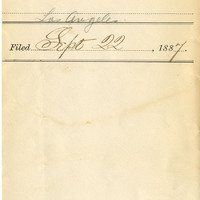 Los Angeles
Filed Sept 22, 1887.